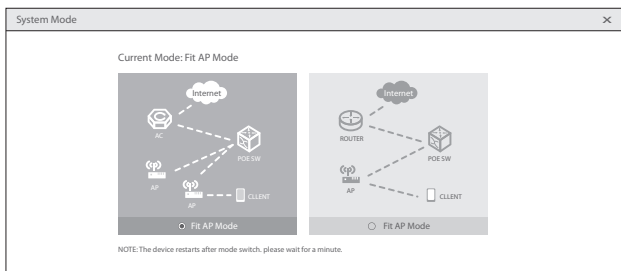 System Mode
Current Mode: Fit AP Mode
Internet
AC
POE SW
AP
AP
CLLENT
Fit AP Mode
Internet
ROUTER
POE SW
AP
CLLENT
Fit AP Mode
NOTE: The device restarts after mode switch. please wait for a minute.